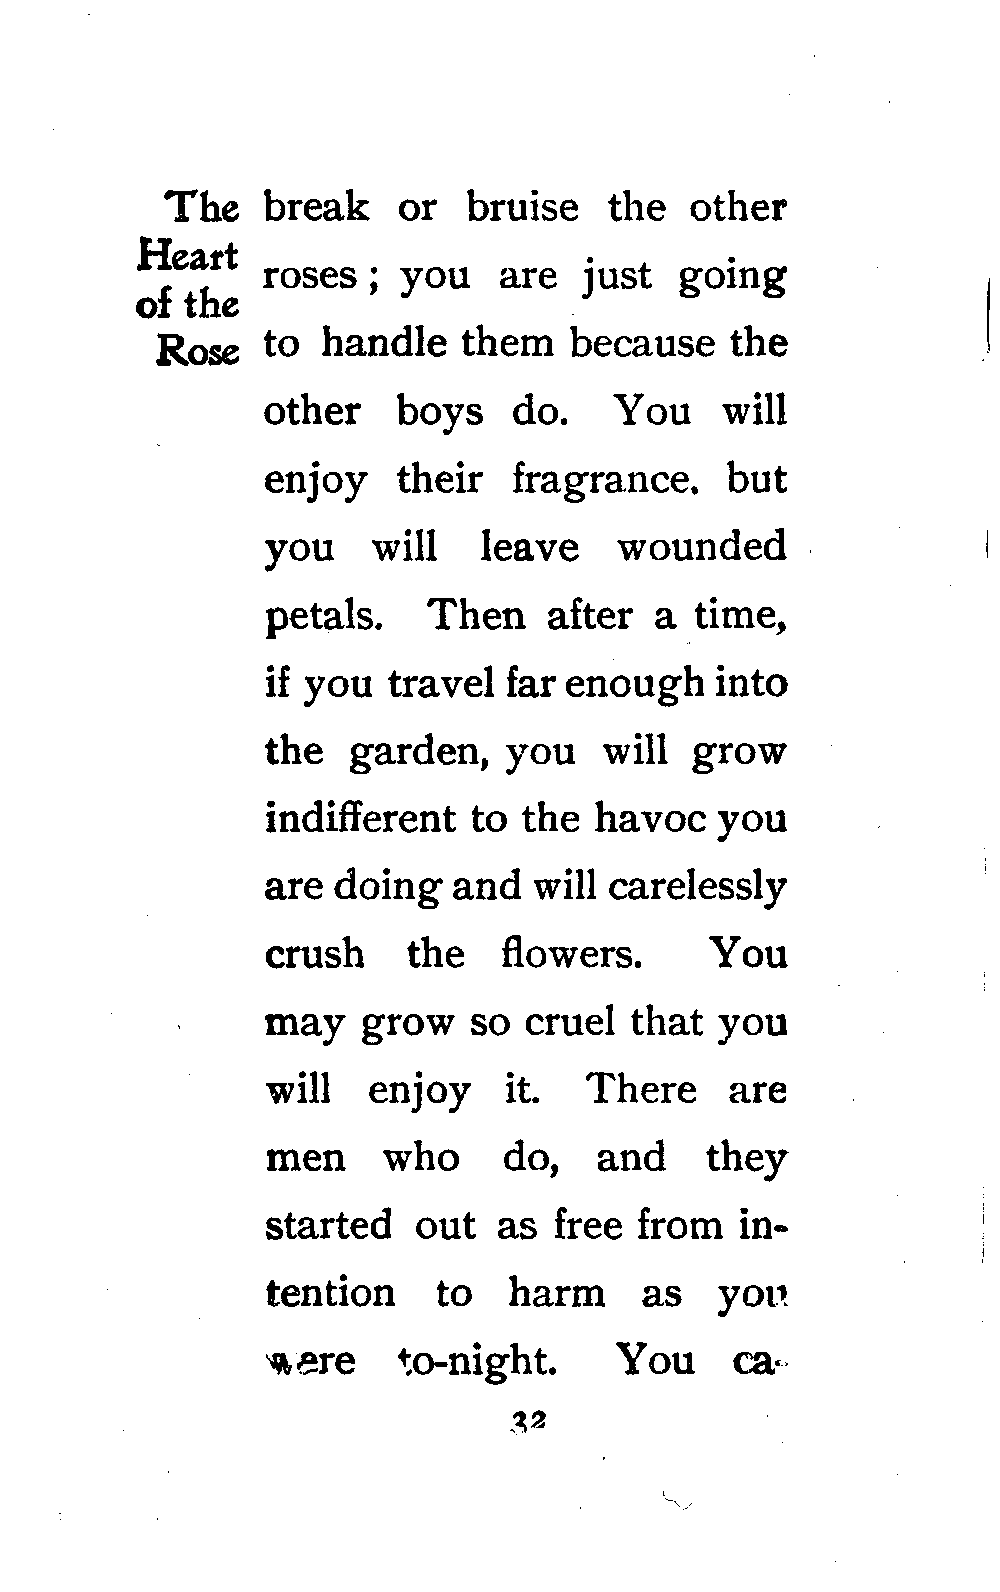 The
Heart
of the
Rose
break or bruise the other
roses ; you are just going
to handle them because the
other boys do. You will
enjoy their fragrance. but
you will leave wounded
petals. Then after a time,
if you travel far enough into
the garden, you will grow
indifferent to the havoc you
are doing and will carelessly
crush the flowers. You
may grow so cruel that you
will enjoy it. There are
men who do, and they
started out as free from in-
tention to harm as you
were to-night. You
32